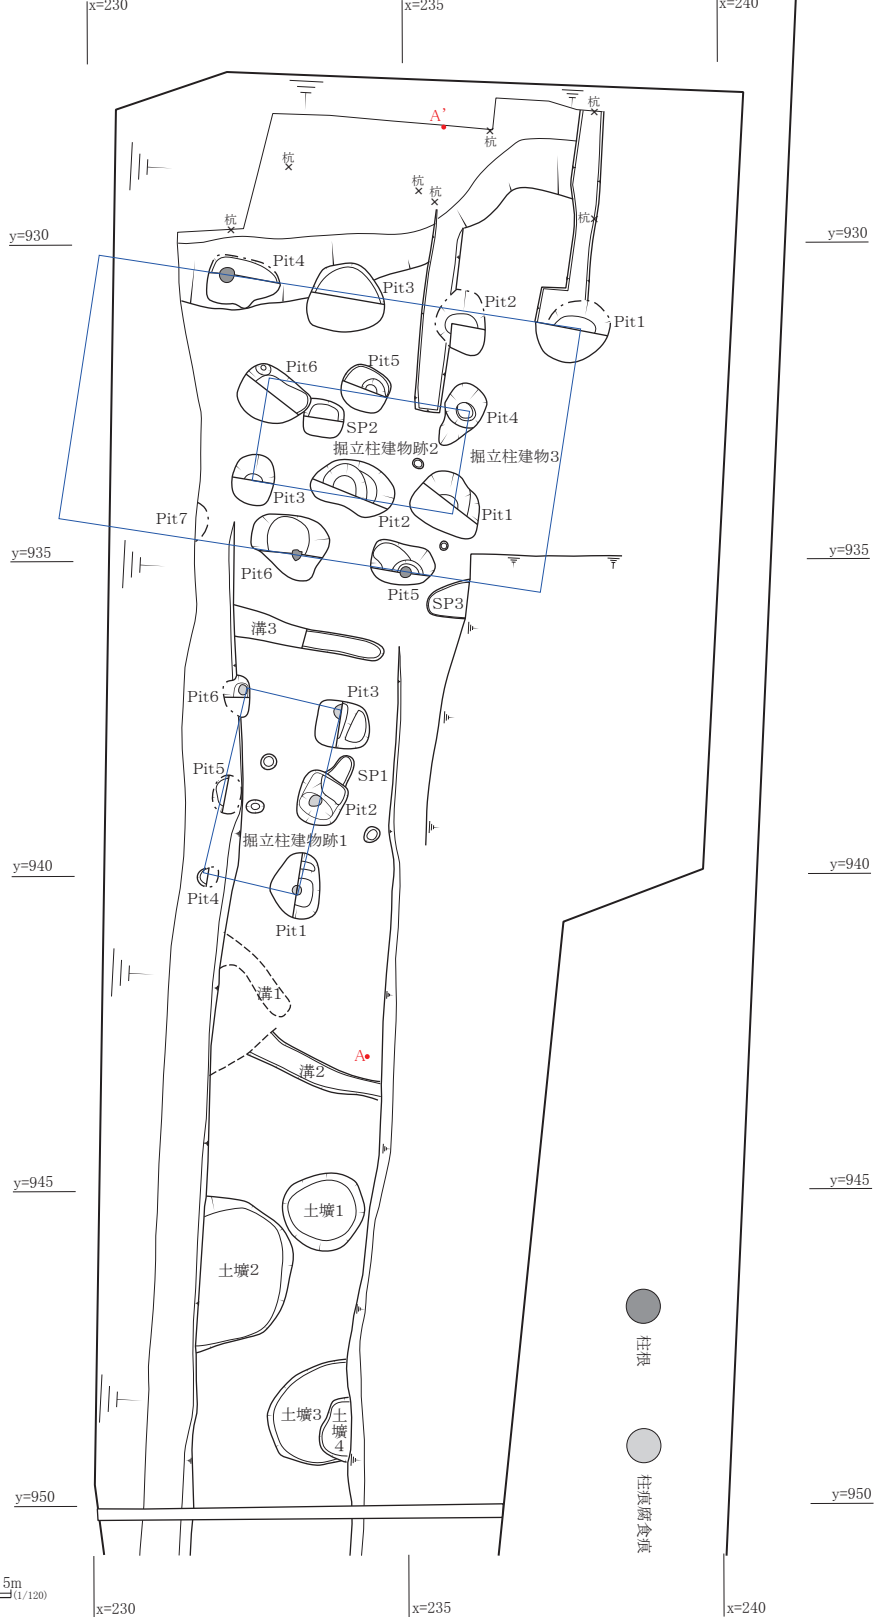 x=230
x=235
x=240
A’
杭
杭
杭
杭
杭
杭
杭
y=930
y=930
Pit4
Pit3
Pit2
Pit1
Pit6
Pit5
SP2
Pit4
掘立柱建物跡2
掘立柱建物3
Pit3
Pit2
Pit1
Pit7
y=935
y=935
Pit6
Pit5
SP3
溝3
Pit6
Pit3
Pit5
SP1
Pit2
掘立柱建物跡1
y=940
y=940
Pit4
Pit1
溝1
A
溝2
y=945
y=945
土壙1
土壙2
柱根
土壙3
土壙4
柱痕腐食痕
y=950
y=950
5m
(1/120)
x=230
x=235
x=240